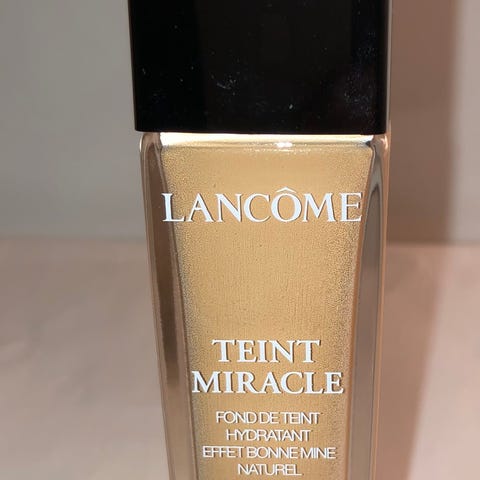 LANCÔME
TEINT
MIRACLE
FOND DE TEINT
HYDRATANT
EFFET BONNE MINE
NATUREL